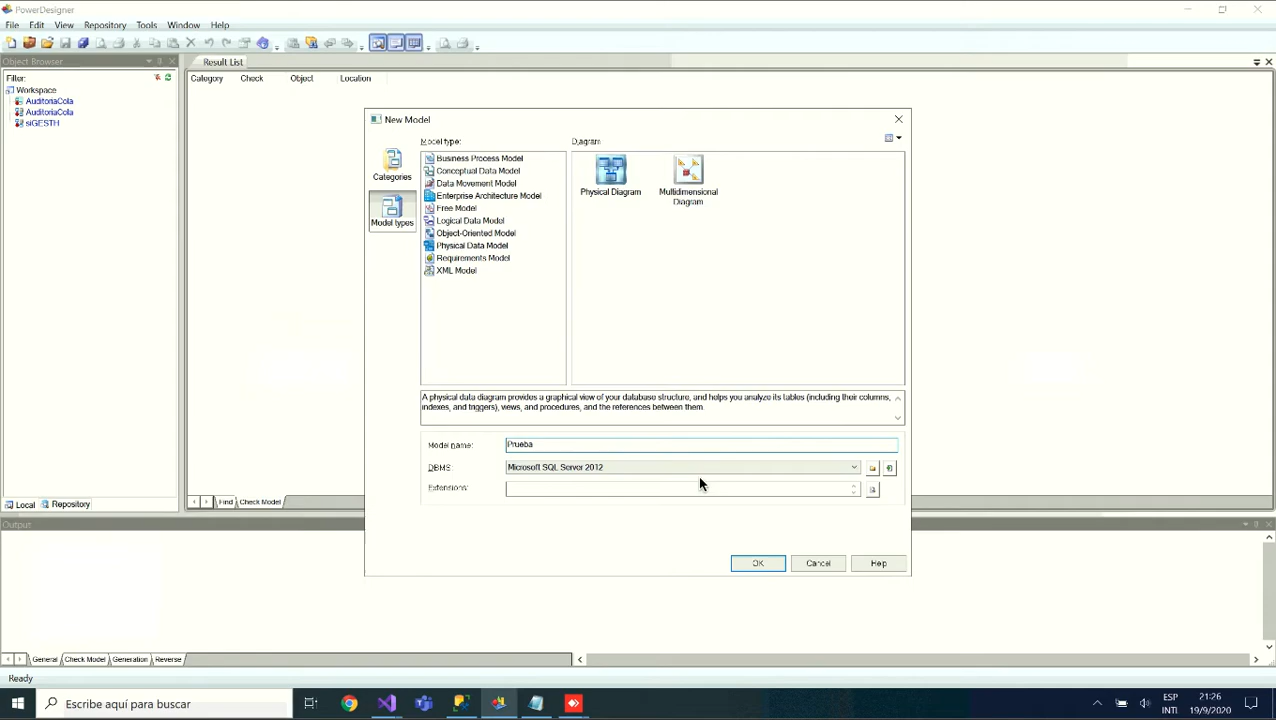 PowerDesigner
File Edit View Repository Tools Window Help
Object Browser
Filter:
Workspace
AuditoriaCola
AuditoriaCola
siGESTH
Local Repository
Result List
Category Check Object Location
New Model
Categories
Model types
Model type:
Business Process Model
Conceptual Data Model
Data Movement Model
Enterprise Architecture Model
Free Model
Logical Data Model
Object-Oriented Model
Physical Data Model
Requirements Model
XML Model
Diagram
Physical Diagram
Multidimensional
Diagram
A physical data diagram provides a graphical view of your database structure, and helps you analyze its tables (including their columns,
indexes, and triggers), views, and procedures, and the references between them.
Model name: Prueba
DBMS: Microsoft SQL Server 2012
Extensions:
OK Cancel Help
Find Check Model
Output
General Check Model Generation Reverse
Ready
Escribe aquí para buscar
ESP
INTL
21:26
19/9/2020